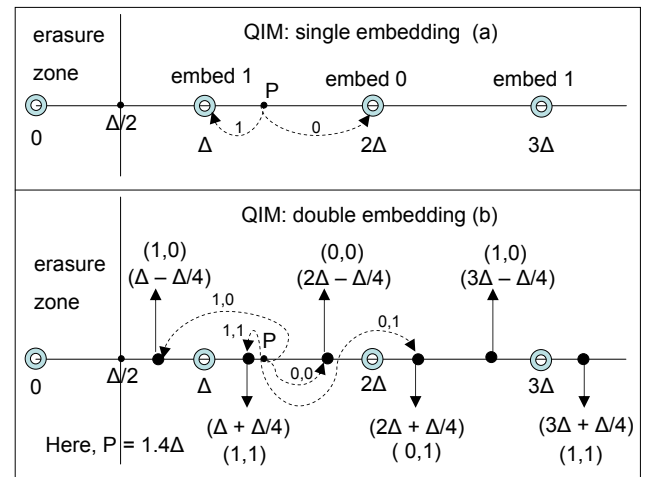 QIM: single embedding (a)
erasure
zone
embed 1
P
embed 0
embed 1
1
0
0
Δ/2
Δ
2Δ
3Δ
QIM: double embedding (b)
(1,0)
(Δ – Δ/4)
(0,0)
(2Δ – Δ/4)
(1,0)
(3Δ – Δ/4)
erasure
zone
1,0
1,1
P
0,1
0,0
0
Δ/2
Δ
2Δ
3Δ
(Δ + Δ/4)
(1,1)
(2Δ + Δ/4)
( 0,1)
(3Δ + Δ/4)
(1,1)
Here, P = 1.4Δ